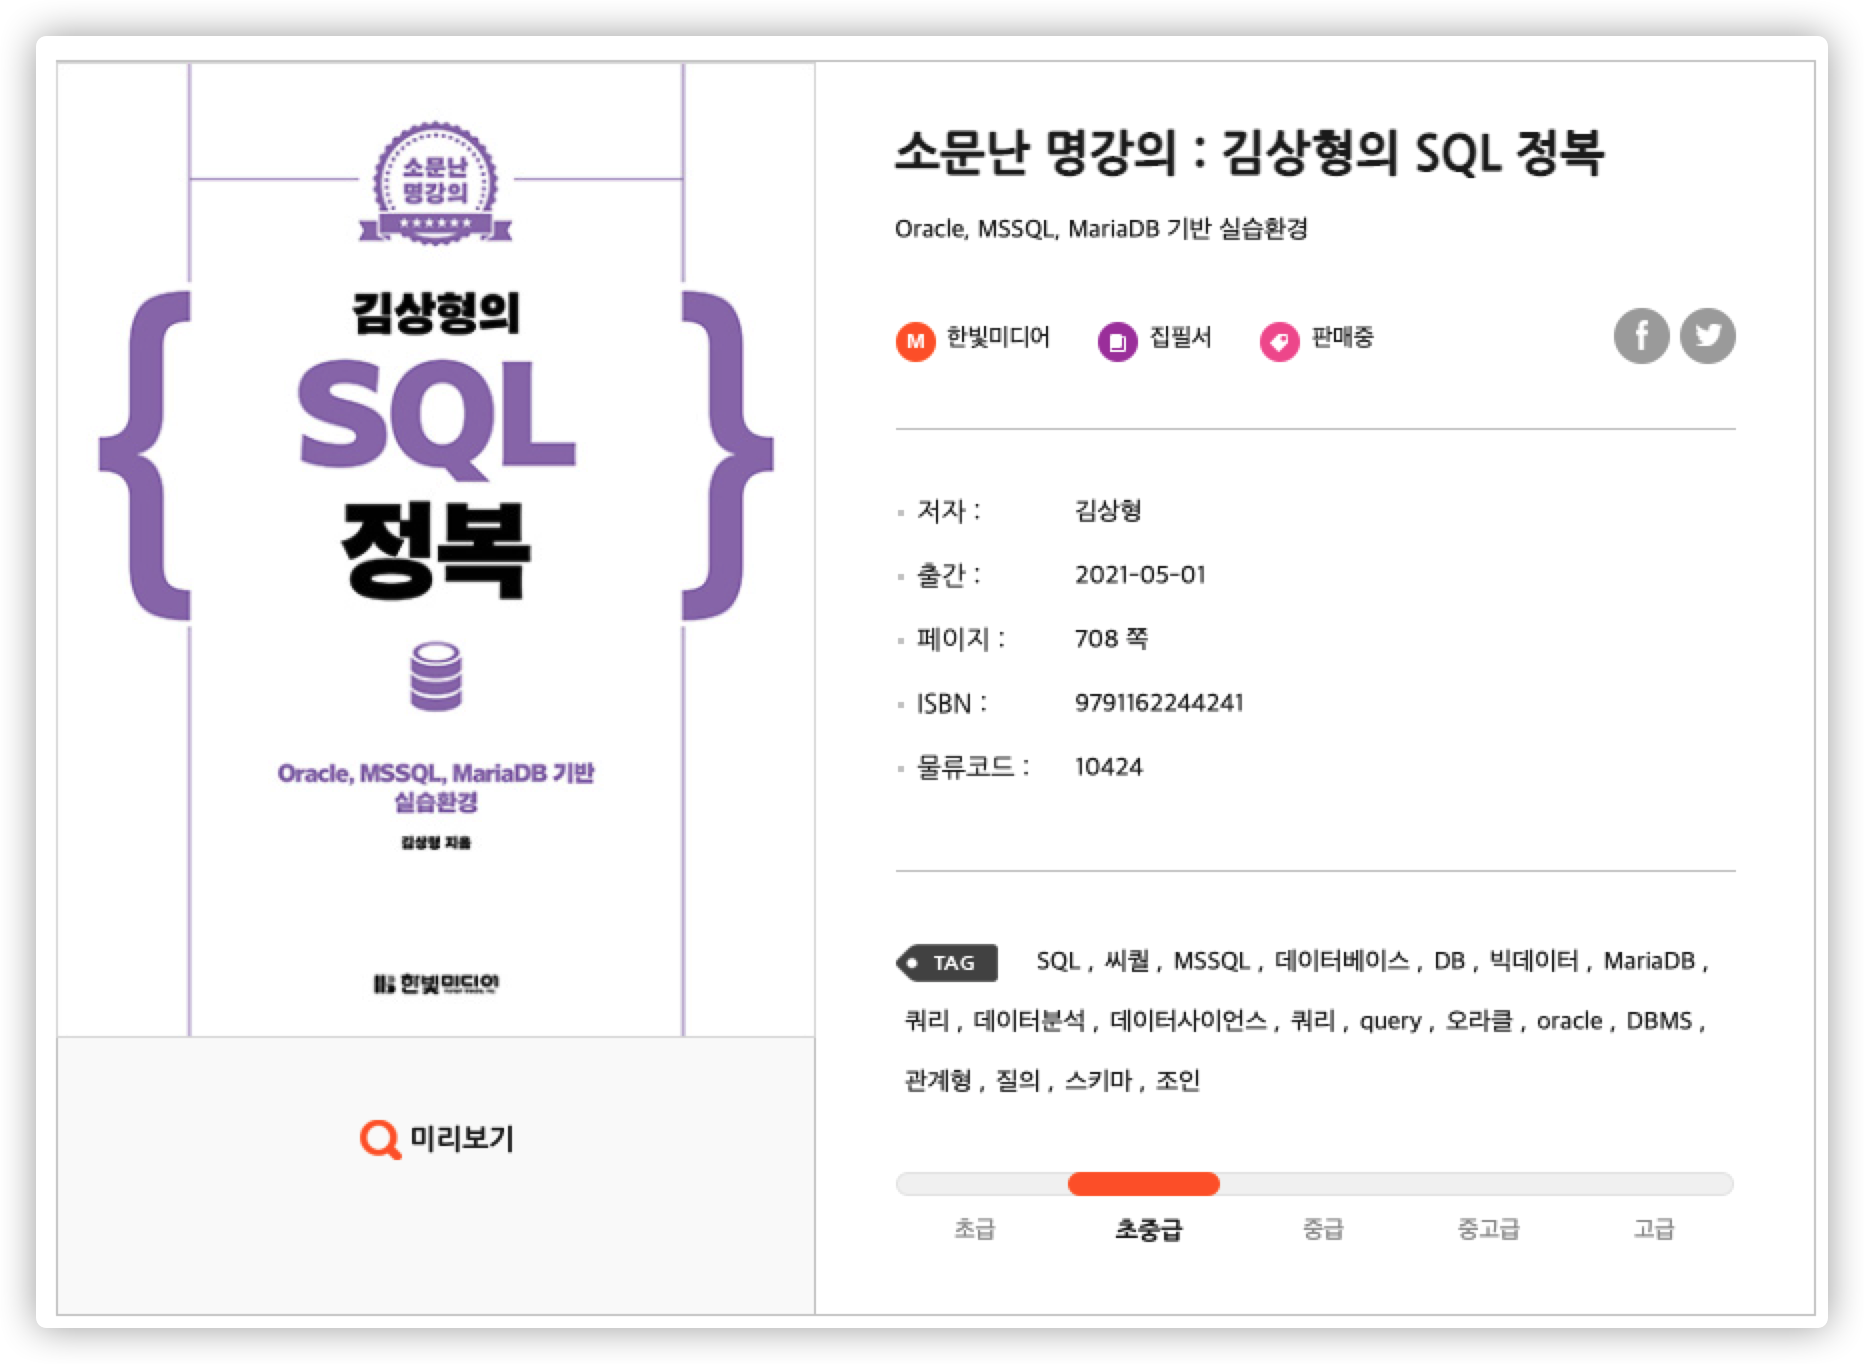 소문난
명강의
김상형의
SQL
정복
Oracle, MSSQL, MariaDB 기반
실습환경
김상형 지음
한빛미디어
미리보기
소문난 명강의 : 김상형의 SQL 정복
Oracle, MSSQL, MariaDB 기반 실습환경
M 한빛미디어 집필서 판매중
저자 : 김상형
출간 : 2021-05-01
페이지 : 708 쪽
ISBN : 9791162244241
물류코드 : 10424
TAG SQL , 씨퀄 , MSSQL , 데이터베이스 , DB , 빅데이터 , MariaDB ,
쿼리 , 데이터분석 , 데이터사이언스 , 쿼리 , query , 오라클 , oracle , DBMS ,
관계형 , 질의 , 스키마 , 조인
초급 초중급 중급 중고급 고급